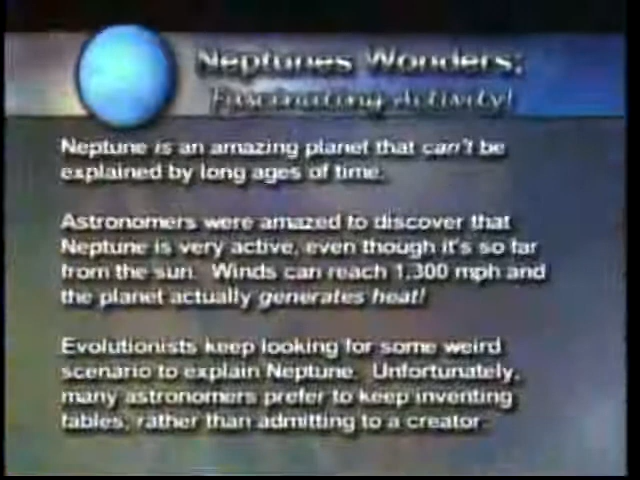 Neptunes Wonders:
Fascinating Activity!
Neptune is an amazing planet that can't be
explained by long ages of time.
Astronomers were amazed to discover that
Neptune is very active, even though it's so far
from the sun. Winds can reach 1,300 mph and
the planet actually generates heat!
Evolutionists keep looking for some weird
scenario to explain Neptune. Unfortunately,
many astronomers prefer to keep inventing
fables, rather than admitting to a creator